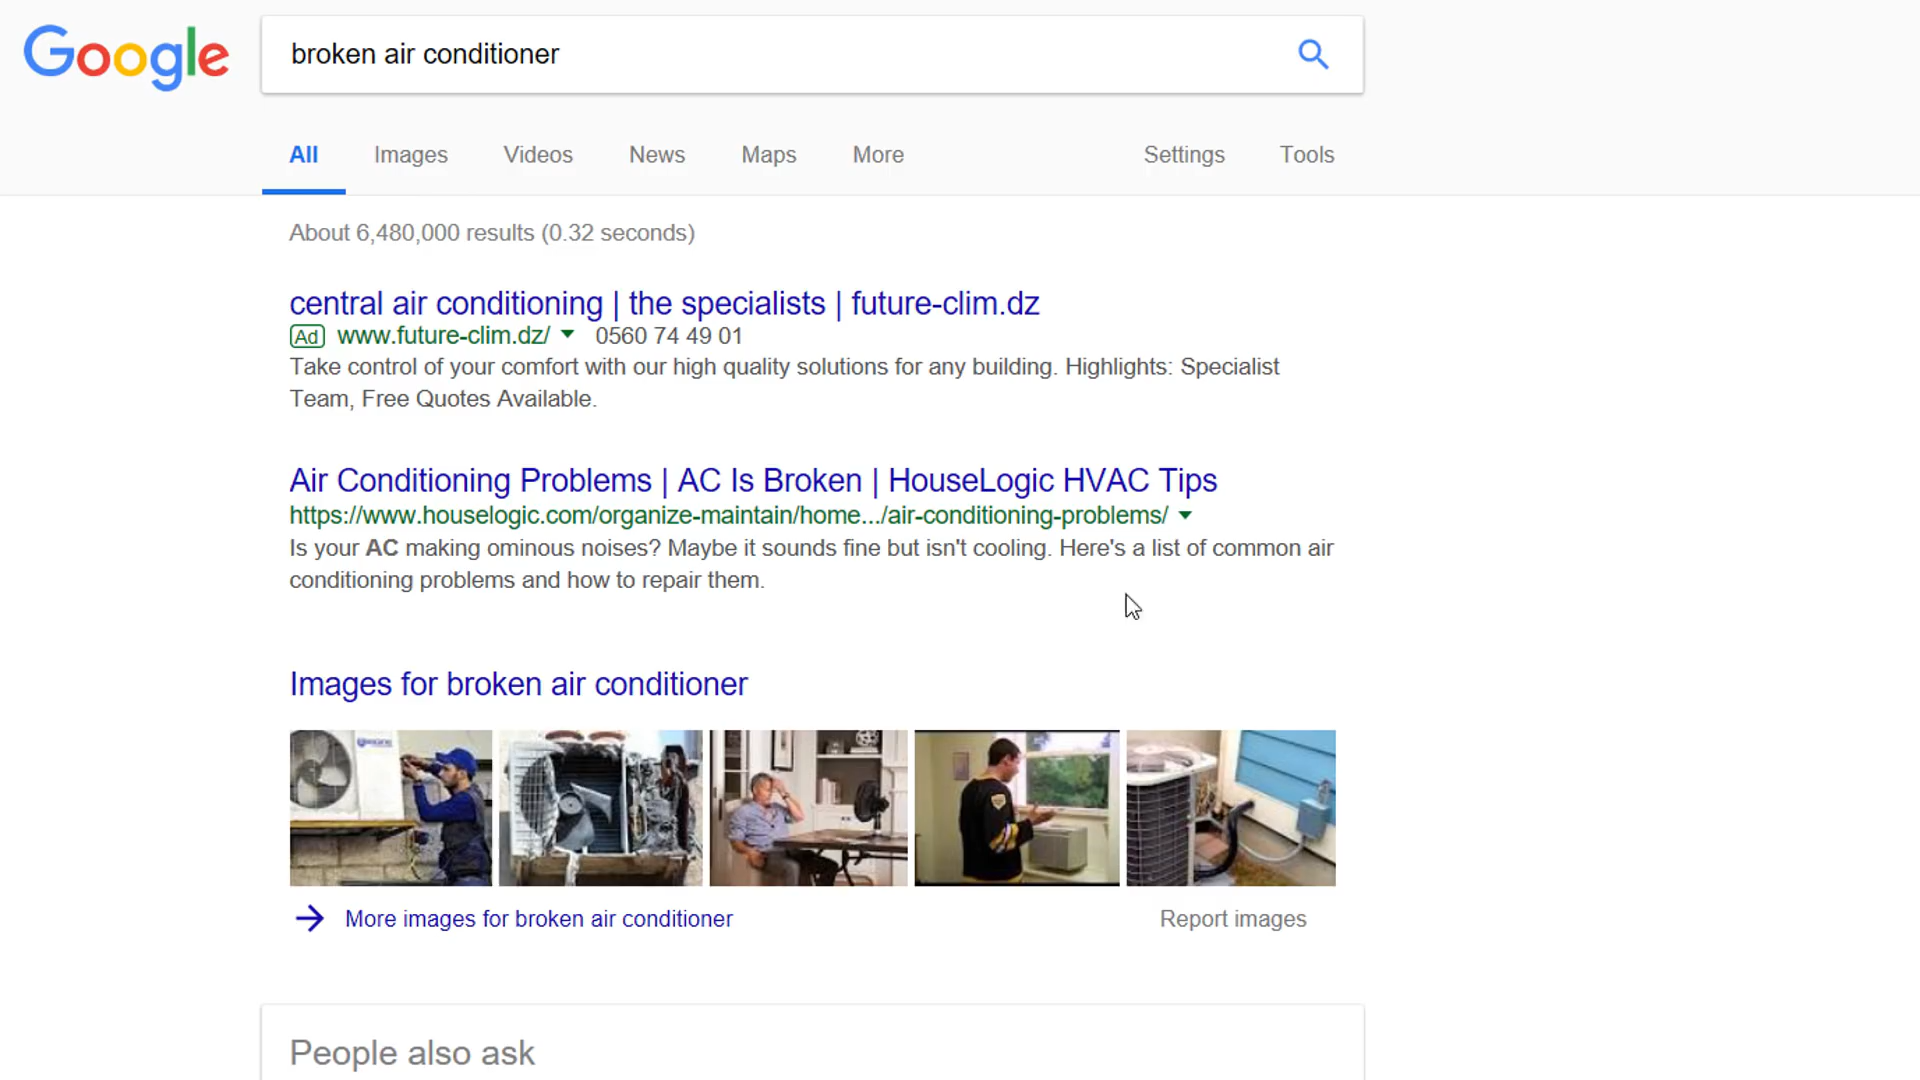 Google
broken air conditioner
All Images Videos News Maps More Settings Tools
About 6,480,000 results (0.32 seconds)
central air conditioning | the specialists | future-clim.dz
Ad www.future-clim.dz/ 0560 74 49 01
Take control of your comfort with our high quality solutions for any building. Highlights: Specialist
Team, Free Quotes Available.
Air Conditioning Problems | AC Is Broken | HouseLogic HVAC Tips
https://www.houselogic.com/organize-maintain/home.../air-conditioning-problems/
Is your AC making ominous noises? Maybe it sounds fine but isn't cooling. Here's a list of common air
conditioning problems and how to repair them.
Images for broken air conditioner
More images for broken air conditioner
Report images
People also ask